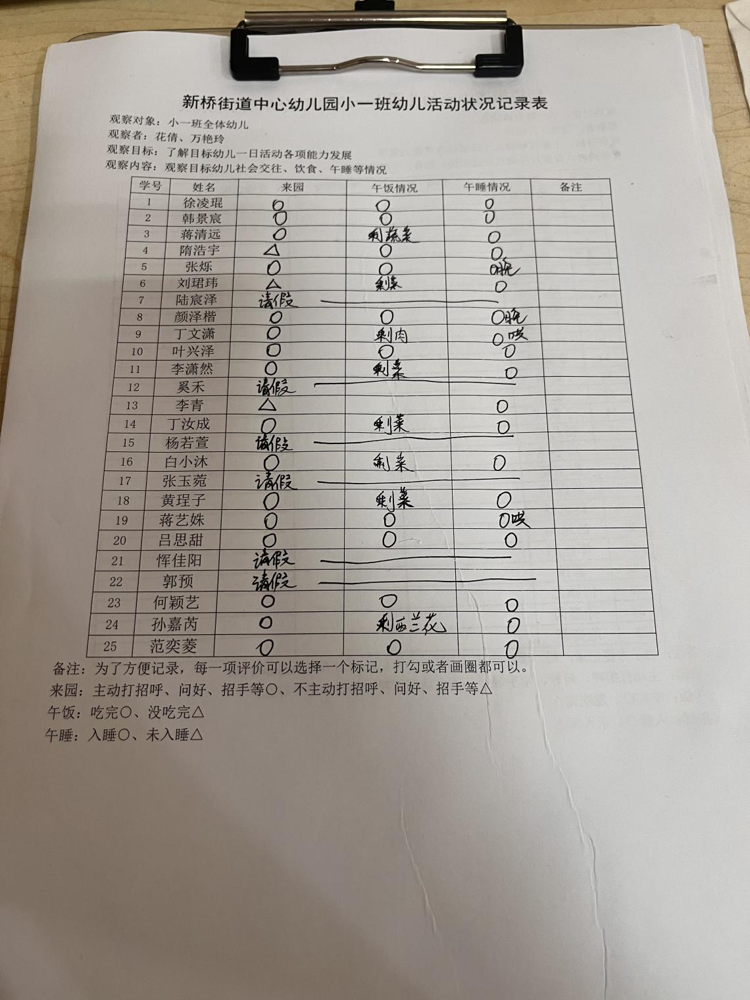 新桥街道中心幼儿园小一班幼儿活动状况记录表
观察对象：小一班全体幼儿
观察者：花倩、万艳玲
观察目标：了解目标幼儿一日活动各项能力发展
观察内容：观察目标幼儿社会交往、饮食、午睡等情况
学号 姓名 来园 午饭情况 午睡情况 备注
1 徐凌琨 ○ ○ ○
2 韩景宸 ○ ○ ○
3 蒋清远 ○ 剩蔬菜 ○
4 隋浩宇 △ ○ ○
5 张烁 ○ ○ ○晚
6 刘珺玮 △ 剩菜 ○
7 陆宸泽 请假
8 颜泽楷 ○ ○ ○晚
9 丁文潇 ○ 剩肉 ○
10 叶兴泽 ○ ○ ○
11 李潇然 ○ 剩菜 ○
12 奚禾 请假
13 李青 △ ○
14 丁汝成 ○ 剩菜 ○
15 杨若萱 请假
16 白小沐 ○ 剩菜 ○
17 张玉菀 请假
18 黄珵子 ○ 剩菜 ○
19 蒋艺姝 ○ ○ ○
20 吕思甜 ○ ○ ○
21 恽佳阳 请假
22 郭预 请假
23 何颖艺 ○ ○ ○
24 孙嘉芮 ○ 剩西兰花 ○
25 范奕菱 ○ ○ ○
备注：为了方便记录，每一项评价可以选择一个标记，打勾或者画圈都可以。
来园：主动打招呼、问好、招手等○、不主动打招呼、问好、招手等△
午饭：吃完○、没吃完△
午睡：入睡○、未入睡△